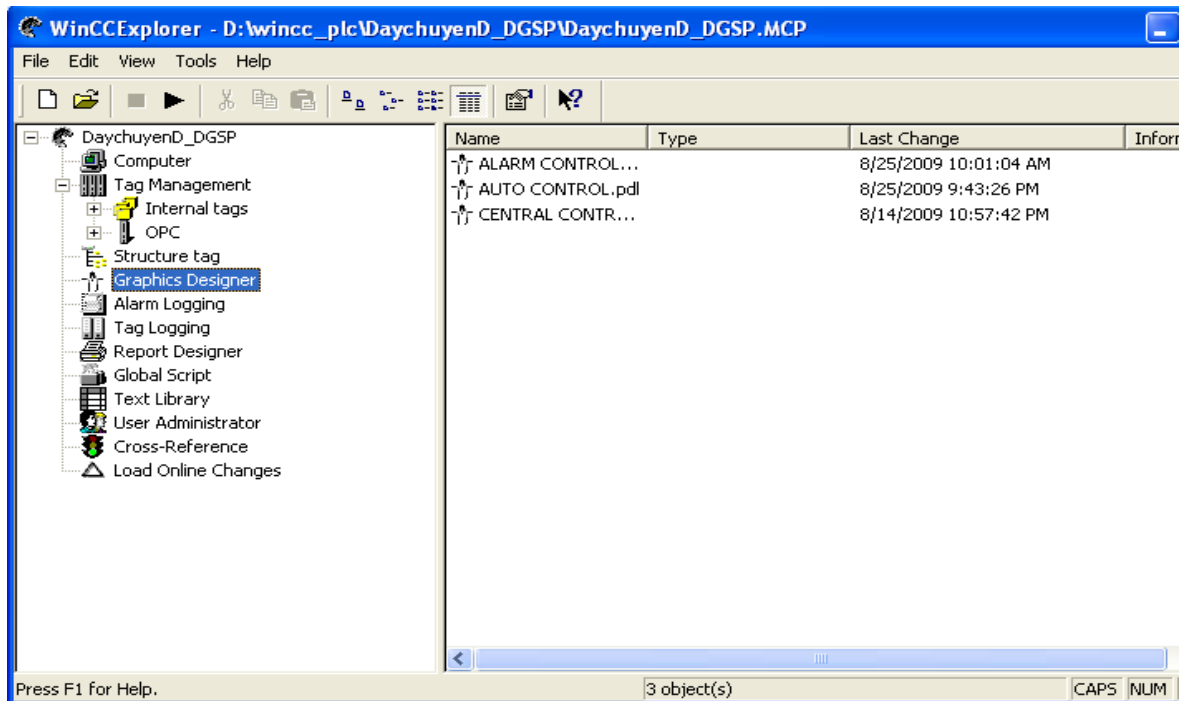 WinCCExplorer - D:\wincc_plc\DaychuyenD_DGSP\DaychuyenD_DGSP.MCP
File Edit View Tools Help
DaychuyenD_DGSP
Computer
Tag Management
Internal tags
OPC
Structure tag
Graphics Designer
Alarm Logging
Tag Logging
Report Designer
Global Script
Text Library
User Administrator
Cross-Reference
Load Online Changes
Name Type Last Change Inforr
ALARM CONTROL... 8/25/2009 10:01:04 AM
AUTO CONTROL.pdl 8/25/2009 9:43:26 PM
CENTRAL CONTR... 8/14/2009 10:57:42 PM
Press F1 for Help. 3 object(s) CAPS NUM